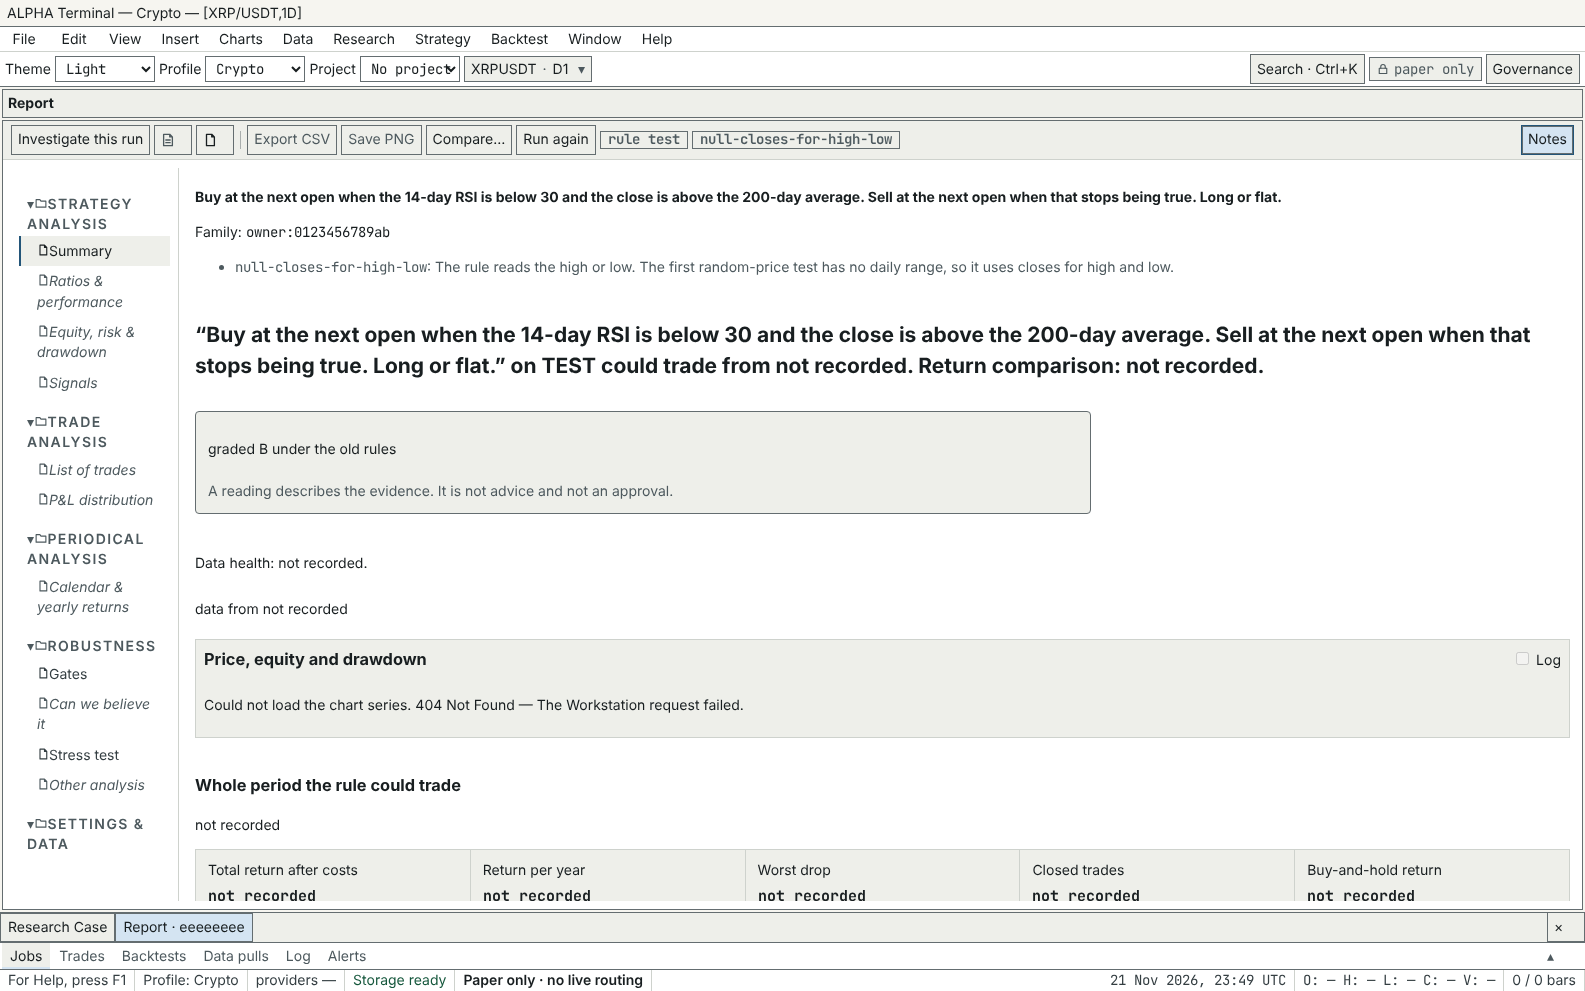 ALPHA Terminal — Crypto — [XRP/USDT,1D]
File Edit View Insert Charts Data Research Strategy Backtest Window Help
Theme Light Profile Crypto Project No project XRPUSDT · D1 ▾ Search · Ctrl+K paper only Governance
Report
Investigate this run Export CSV Save PNG Compare... Run again rule test null-closes-for-high-low Notes
▾STRATEGY
ANALYSIS
Summary
Ratios &
performance
Equity, risk &
drawdown
Signals
▾TRADE
ANALYSIS
List of trades
P&L distribution
▾PERIODICAL
ANALYSIS
Calendar &
yearly returns
▾ROBUSTNESS
Gates
Can we believe
it
Stress test
Other analysis
▾SETTINGS &
DATA
Buy at the next open when the 14-day RSI is below 30 and the close is above the 200-day average. Sell at the next open when that stops being true. Long or flat.
Family: owner:0123456789ab
• null-closes-for-high-low: The rule reads the high or low. The first random-price test has no daily range, so it uses closes for high and low.
“Buy at the next open when the 14-day RSI is below 30 and the close is above the 200-day average. Sell at the next open when that
stops being true. Long or flat.” on TEST could trade from not recorded. Return comparison: not recorded.
graded B under the old rules
A reading describes the evidence. It is not advice and not an approval.
Data health: not recorded.
data from not recorded
Price, equity and drawdown Log
Could not load the chart series. 404 Not Found — The Workstation request failed.
Whole period the rule could trade
not recorded
Total return after costs Return per year Worst drop Closed trades Buy-and-hold return
not recorded not recorded not recorded not recorded not recorded
Research Case Report · eeeeeeee ×
Jobs Trades Backtests Data pulls Log Alerts ▴
For Help, press F1 Profile: Crypto providers — Storage ready Paper only · no live routing 21 Nov 2026, 23:49 UTC O: — H: — L: — C: — V: — 0 / 0 bars